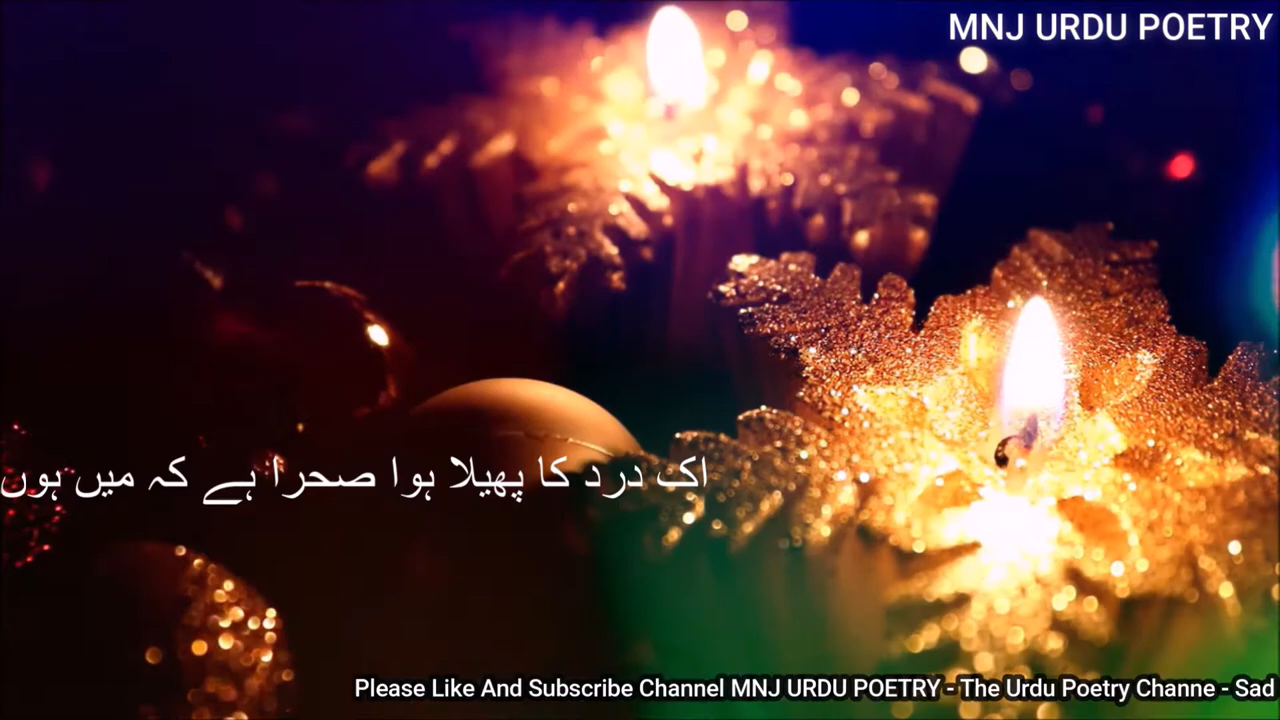 MNJ URDU POETRY
اک درد کا پھیلا ہوا صحرا ہے کہ میں ہوں
Please Like And Subscribe Channel MNJ URDU POETRY - The Urdu Poetry Channe - Sad